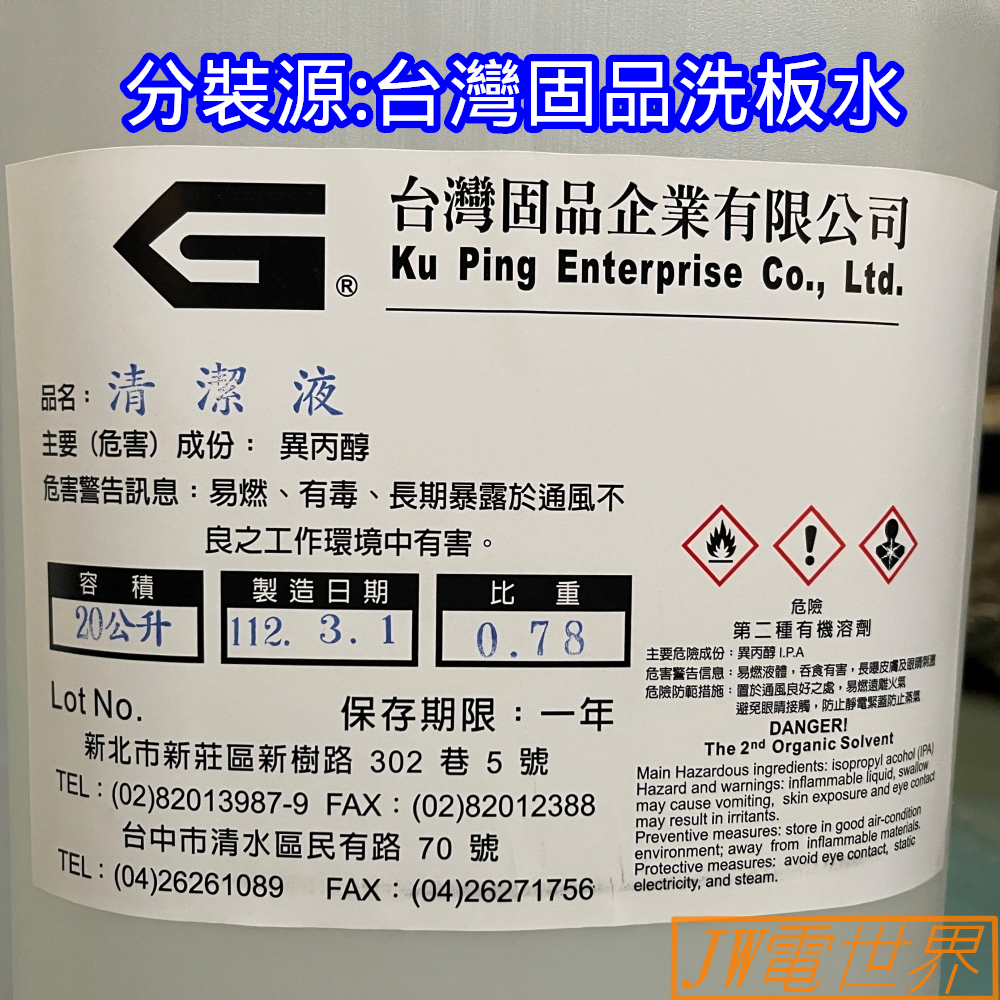 分裝源:台灣固品洗板水
台灣固品企業有限公司
Ku Ping Enterprise Co., Ltd.
G
®
品名：清潔液
主要（危害）成份：異丙醇
危害警告訊息：易燃、有毒、長期暴露於通風不
良之工作環境中有害。
容積
20公升
製造日期
112. 3. 1
比重
0.78
Lot No.
保存期限：一年
新北市新莊區新樹路 302 巷 5 號
TEL：(02)82013987-9 FAX：(02)82012388
台中市清水區民有路 70 號
TEL：(04)26261089 FAX：(04)26271756
危險
第二種有機溶劑
主要危險成份：異丙醇 I.P.A
危害警告信息：易燃液體，吞食有害，長曝皮膚及眼睛刺激
危險防範措施：置於通風良好之處，易燃遠離火氣
避免眼睛接觸，防止靜電緊蓋防止蒸氣
DANGER!
The 2nd Organic Solvent
Main Hazardous ingredients: isopropyl acohol (IPA)
Hazard and warnings: inflammable liquid, swallow
may cause vomiting, skin exposure and eye contact
may result in irritants.
Preventive measures: store in good air-condition
environment; away from inflammable materials.
Protective measures: avoid eye contact, static
electricity, and steam.
JW電世界